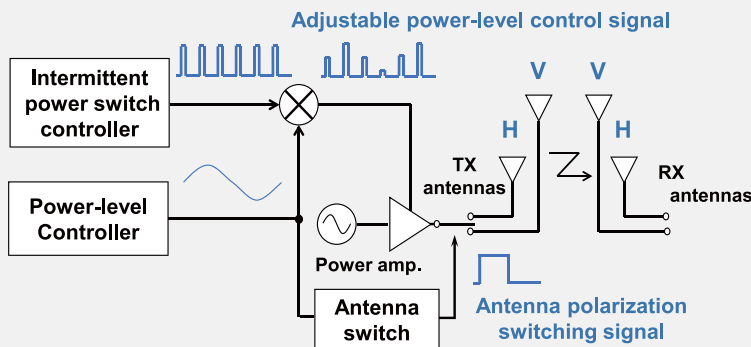 Adjustable power-level control signal
Intermittent
power switch
controller
V
V
H
H
TX
antennas
RX
antennas
Power-level
Controller
Power amp.
Antenna
switch
Antenna polarization
switching signal